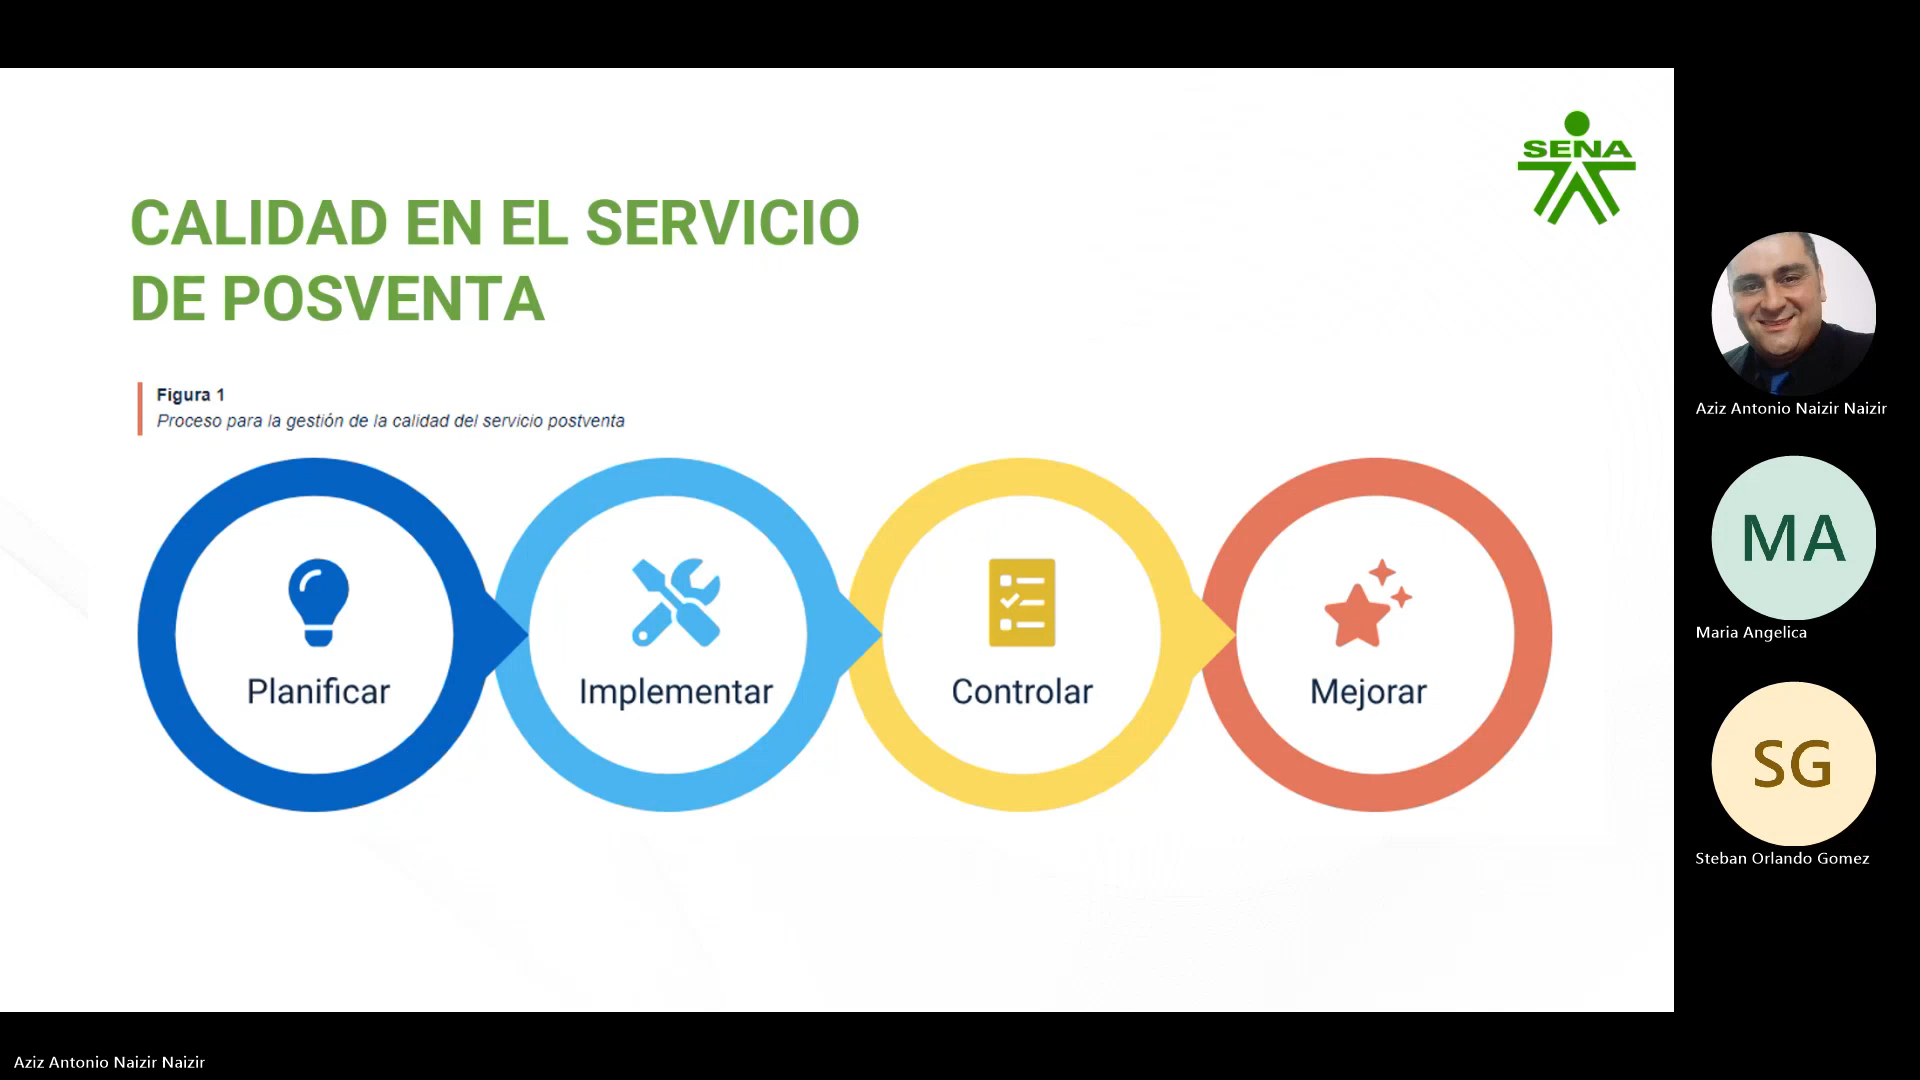 SENA
CALIDAD EN EL SERVICIO
DE POSVENTA
Figura 1
Proceso para la gestión de la calidad del servicio postventa
Planificar
Implementar
Controlar
Mejorar
Aziz Antonio Naizir Naizir
MA
Maria Angelica
SG
Steban Orlando Gomez
Aziz Antonio Naizir Naizir